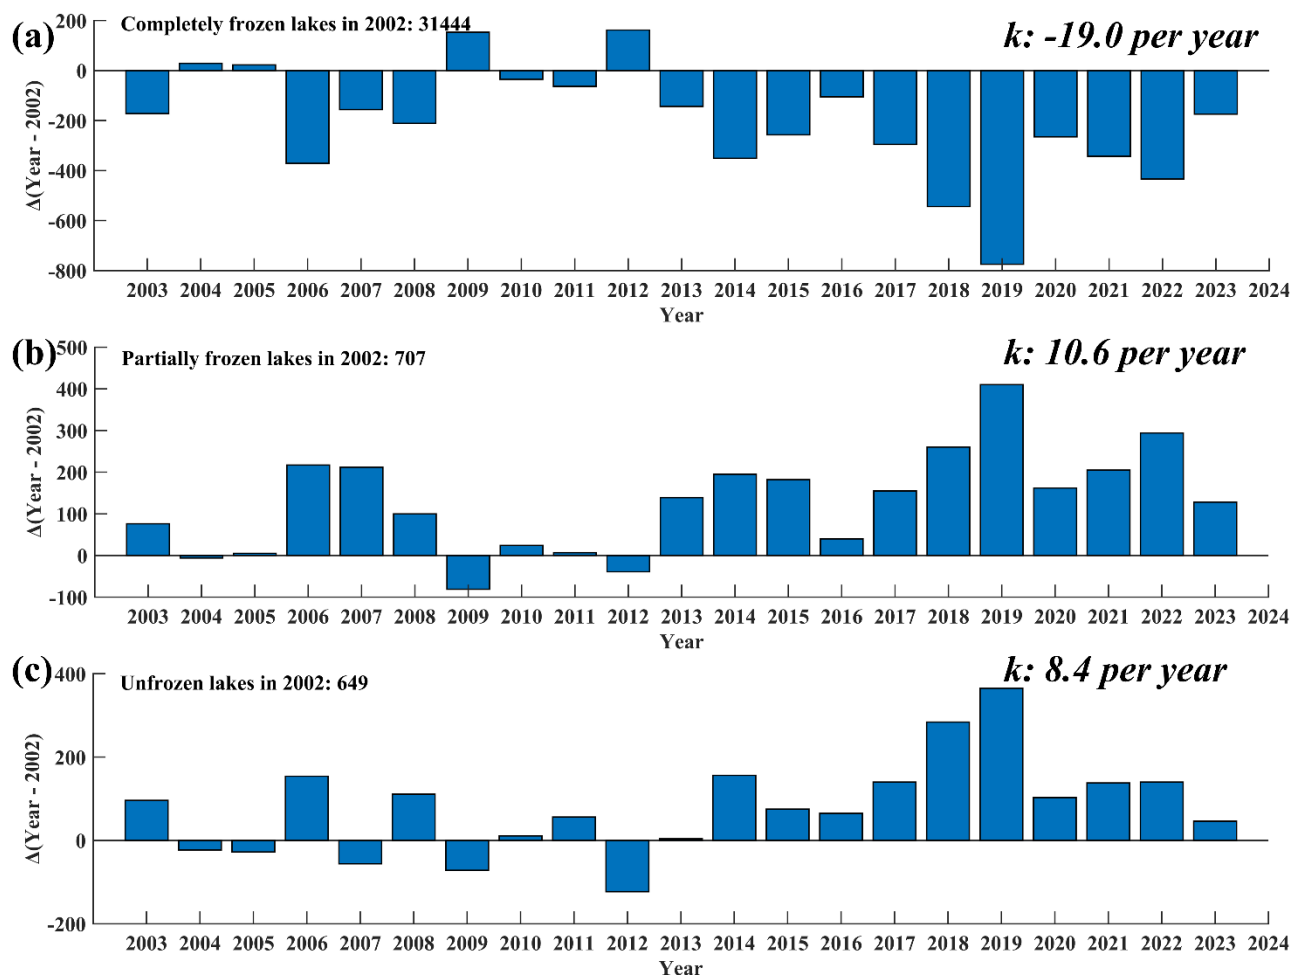 (a)
Completely frozen lakes in 2002: 31444
k: -19.0 per year
200
0
-200
-400
-600
-800
Δ(Year - 2002)
2003 2004 2005 2006 2007 2008 2009 2010 2011 2012 2013 2014 2015 2016 2017 2018 2019 2020 2021 2022 2023 2024
Year
(b)
Partially frozen lakes in 2002: 707
k: 10.6 per year
500
400
300
200
100
0
-100
Δ(Year - 2002)
2003 2004 2005 2006 2007 2008 2009 2010 2011 2012 2013 2014 2015 2016 2017 2018 2019 2020 2021 2022 2023 2024
Year
(c)
Unfrozen lakes in 2002: 649
k: 8.4 per year
400
200
0
-200
Δ(Year - 2002)
2003 2004 2005 2006 2007 2008 2009 2010 2011 2012 2013 2014 2015 2016 2017 2018 2019 2020 2021 2022 2023 2024
Year